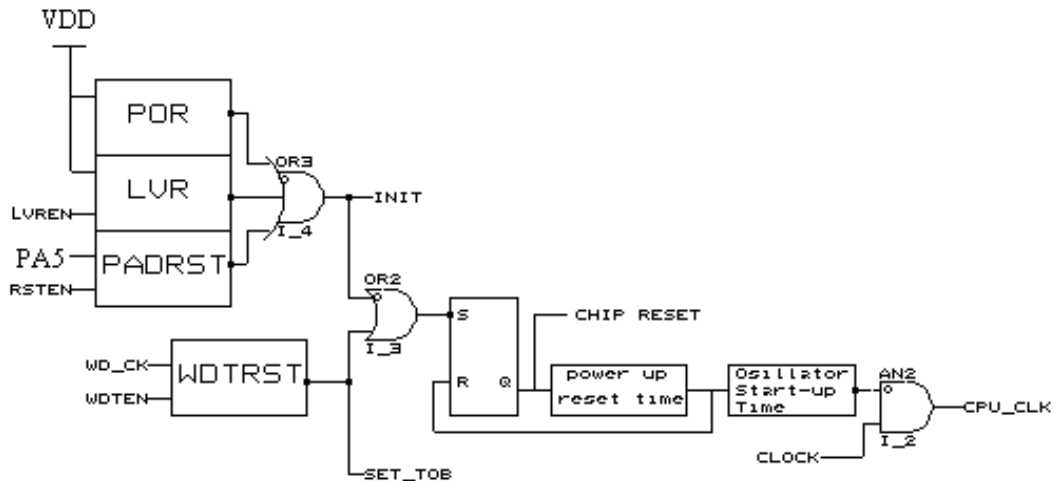 VDD
POR
OR3
LVR
INIT
LVREN
I_4
PA5
PADRST
RSTEN
OR2
S
CHIP RESET
I_3
WD_CK
WDTRST
R
Q
power up
reset time
Osillator
Start-up
Time
AN2
WDTEN
CPU_CLK
I_2
CLOCK
SET_TOB